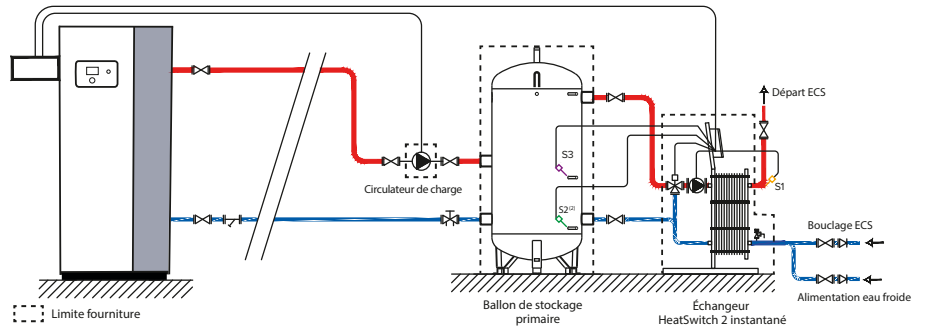 Départ ECS
S3
Circulateur de charge
S1
S2 (2)
Bouclage ECS
Alimentation eau froide
Ballon de stockage
primaire
Échangeur
HeatSwitch 2 instantané
Limite fourniture